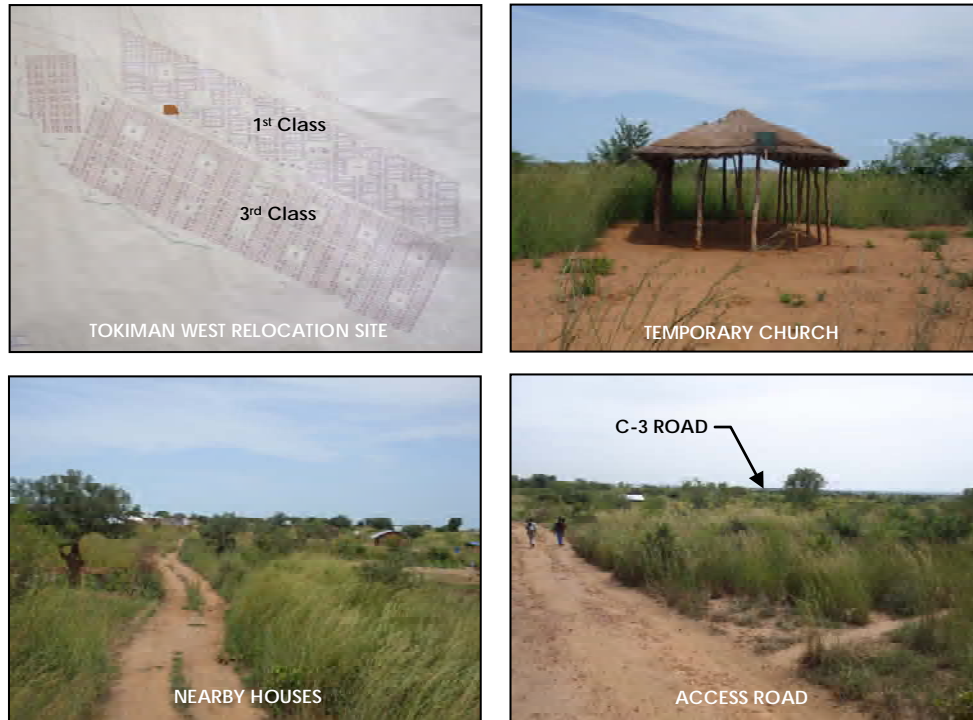 1st Class
3rd Class
TOKIMAN WEST RELOCATION SITE
TEMPORARY CHURCH
NEARBY HOUSES
C-3 ROAD
ACCESS ROAD